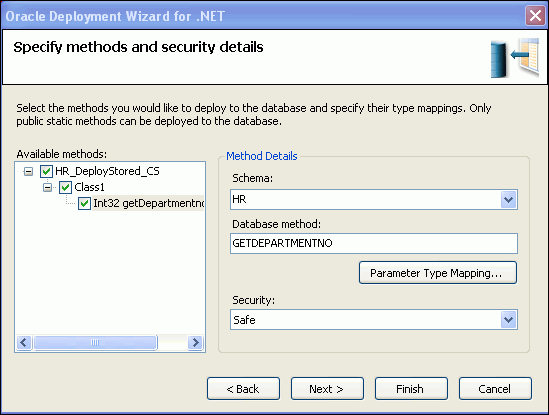 Oracle Deployment Wizard for .NET
Specify methods and security details
Select the methods you would like to deploy to the database and specify their type mappings. Only
public static methods can be deployed to the database.
Available methods:
HR_DeployStored_CS
Class1
Int32 getDepartmentno
Method Details
Schema:
HR
Database method:
GETDEPARTMENTNO
Parameter Type Mapping...
Security:
Safe
< Back
Next >
Finish
Cancel